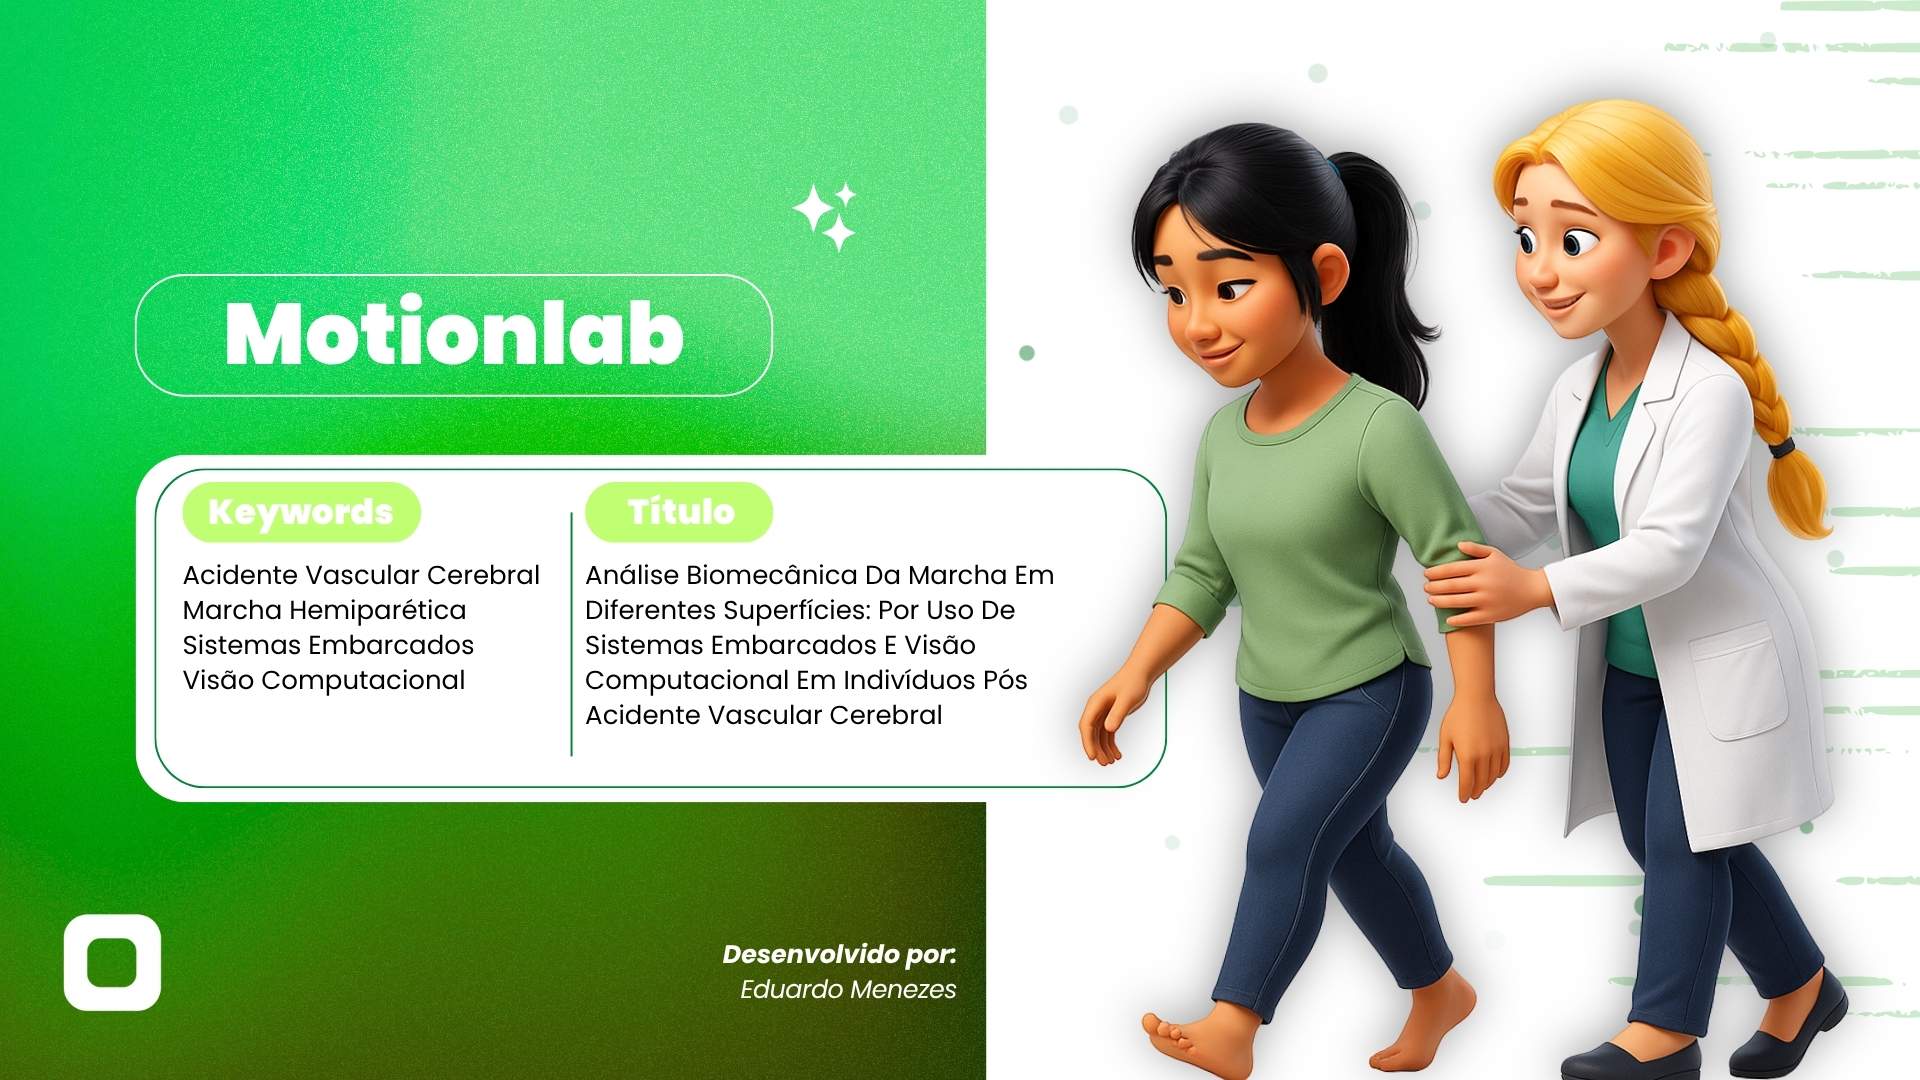 Motionlab
Keywords
Acidente Vascular Cerebral
Marcha Hemiparética
Sistemas Embarcados
Visão Computacional
Título
Análise Biomecânica Da Marcha Em
Diferentes Superfícies: Por Uso De
Sistemas Embarcados E Visão
Computacional Em Indivíduos Pós
Acidente Vascular Cerebral
Desenvolvido por:
Eduardo Menezes